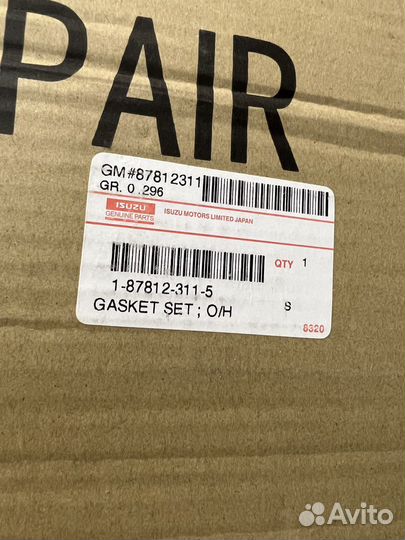 PAIR
GM#87812311
GR. 0.296
ISUZU
GENUINE PARTS
ISUZU MOTORS LIMITED JAPAN
QTY 1
1-87812-311-5
GASKET SET ; O/H S
8320
Avito